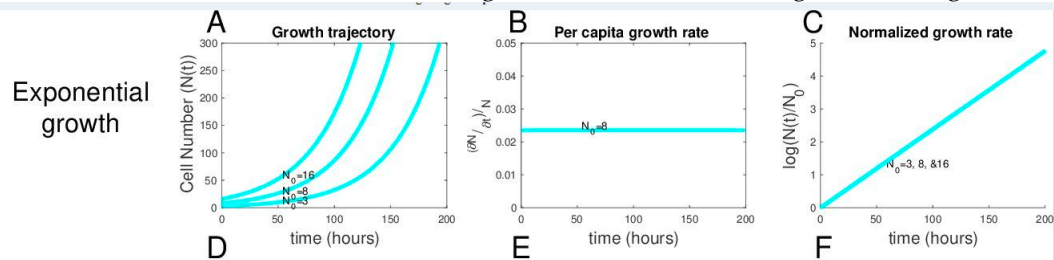 A
B
C
Growth trajectory
Per capita growth rate
Normalized growth rate
Exponential
growth
Cell Number (N(t))
300
250
200
150
100
50
0
N0=16
N0=8
N0=3
0 50 100 150 200
time (hours)
(∂N/∂t)/N
0.05
0.04
0.03
0.02
0.01
0
N0=8
0 50 100 150 200
time (hours)
log(N(t)/N0)
5
4
3
2
1
0
N0=3, 8, &16
0 50 100 150 200
time (hours)
D
E
F